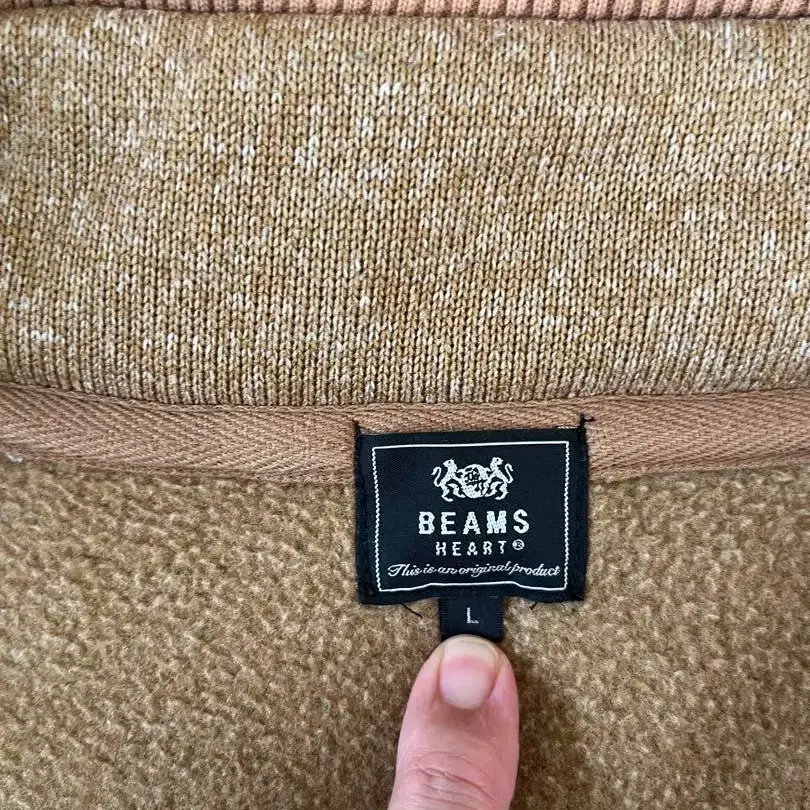 BEAMS
HEART®
This is an original product
L